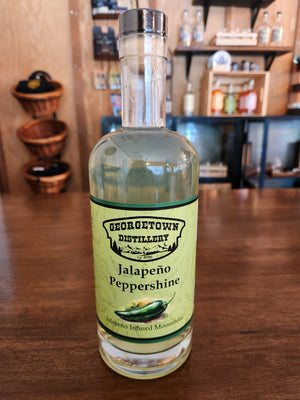 GEORGETOWN
DISTILLERY
Jalapeño
Peppershine
Jalapeño Infused Moonshine